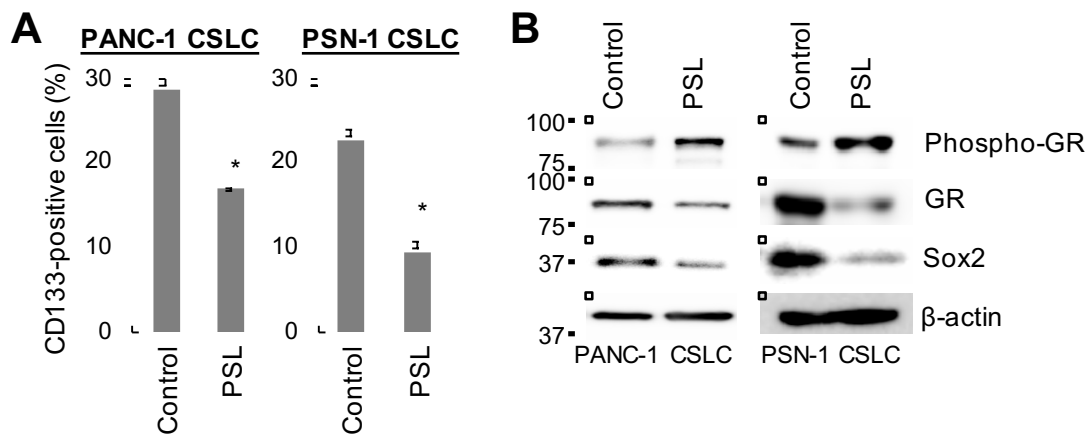 A
PANC-1 CSLC
PSN-1 CSLC
CD133-positive cells (%)
30
20
10
0
*
Control
PSL
30
20
10
0
*
Control
PSL
B
Control
PSL
Control
PSL
100
75
Phospho-GR
100
75
GR
37
Sox2
37
β-actin
PANC-1 CSLC
PSN-1 CSLC